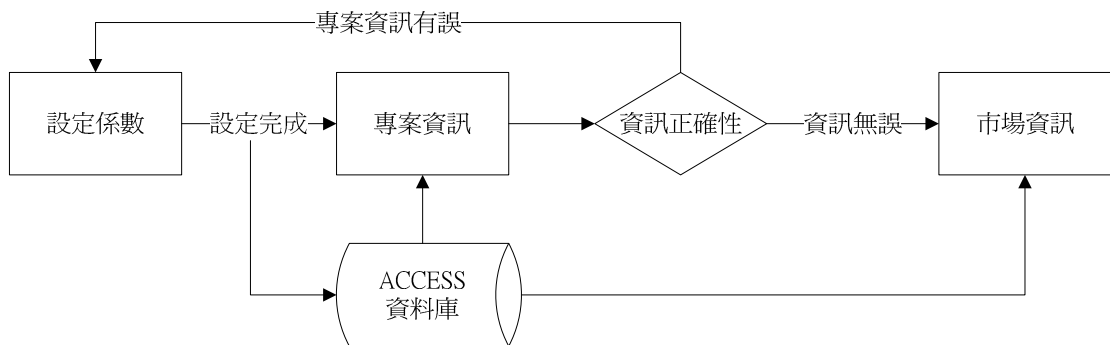 專案資訊有誤
設定係數
設定完成
專案資訊
資訊正確性
資訊無誤
市場資訊
ACCESS
資料庫